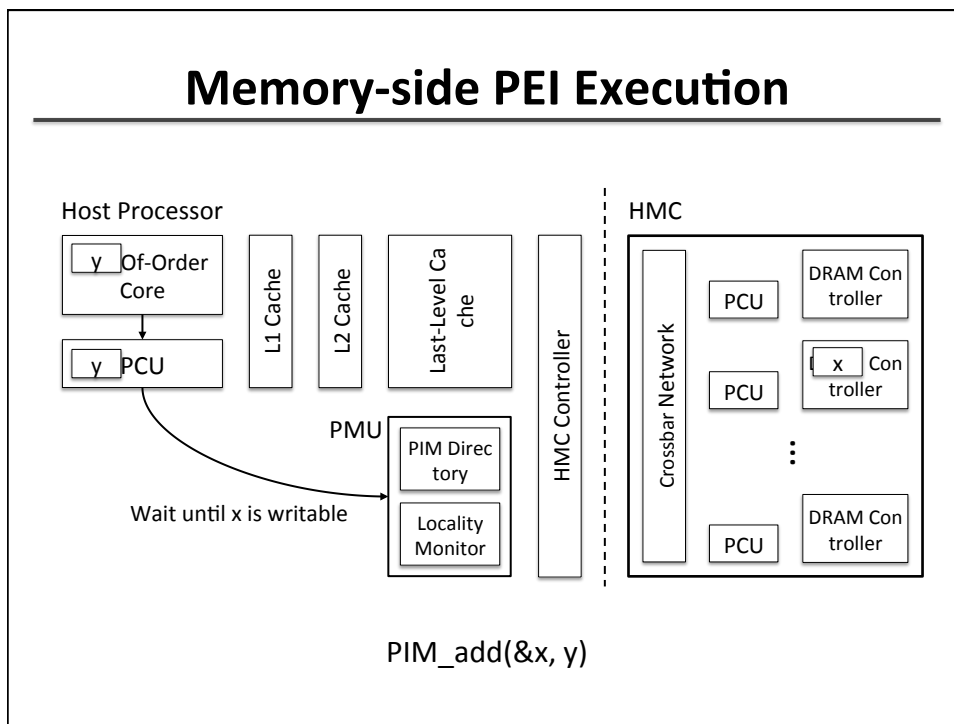 Memory-side PEI Execution
Host Processor
HMC
y Of-Order
Core
y PCU
L1 Cache
L2 Cache
Last-Level Ca
che
HMC Controller
PMU
PIM Direc
tory
Locality
Monitor
Wait until x is writable
Crossbar Network
PCU
DRAM Con
troller
PCU
x Con
troller
⋮
PCU
DRAM Con
troller
PIM_add(&x, y)